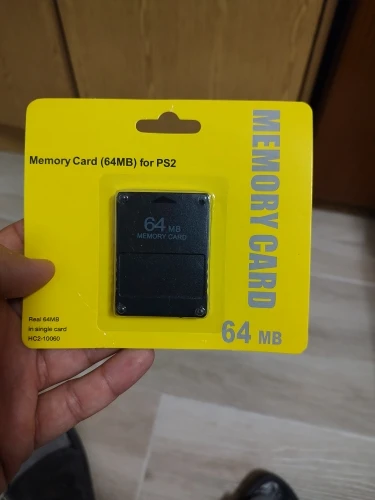 Memory Card (64MB) for PS2
MEMORY CARD
64 MB
MEMORY CARD
Real 64MB
in single card
HC2-10060
64 MB